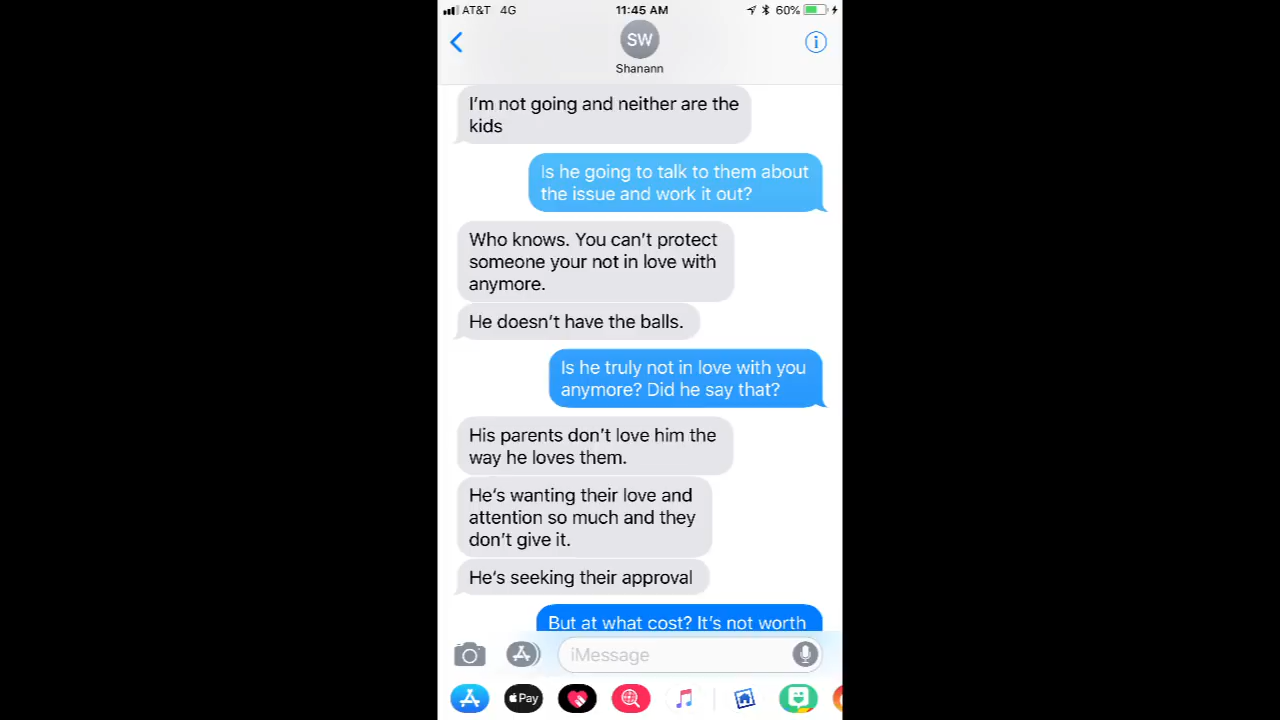 AT&T 4G 11:45 AM 60%
SW
Shanann
I'm not going and neither are the
kids
Is he going to talk to them about
the issue and work it out?
Who knows. You can't protect
someone your not in love with
anymore.
He doesn't have the balls.
Is he truly not in love with you
anymore? Did he say that?
His parents don't love him the
way he loves them.
He's wanting their love and
attention so much and they
don't give it.
He's seeking their approval
But at what cost? It's not worth
iMessage
Pay